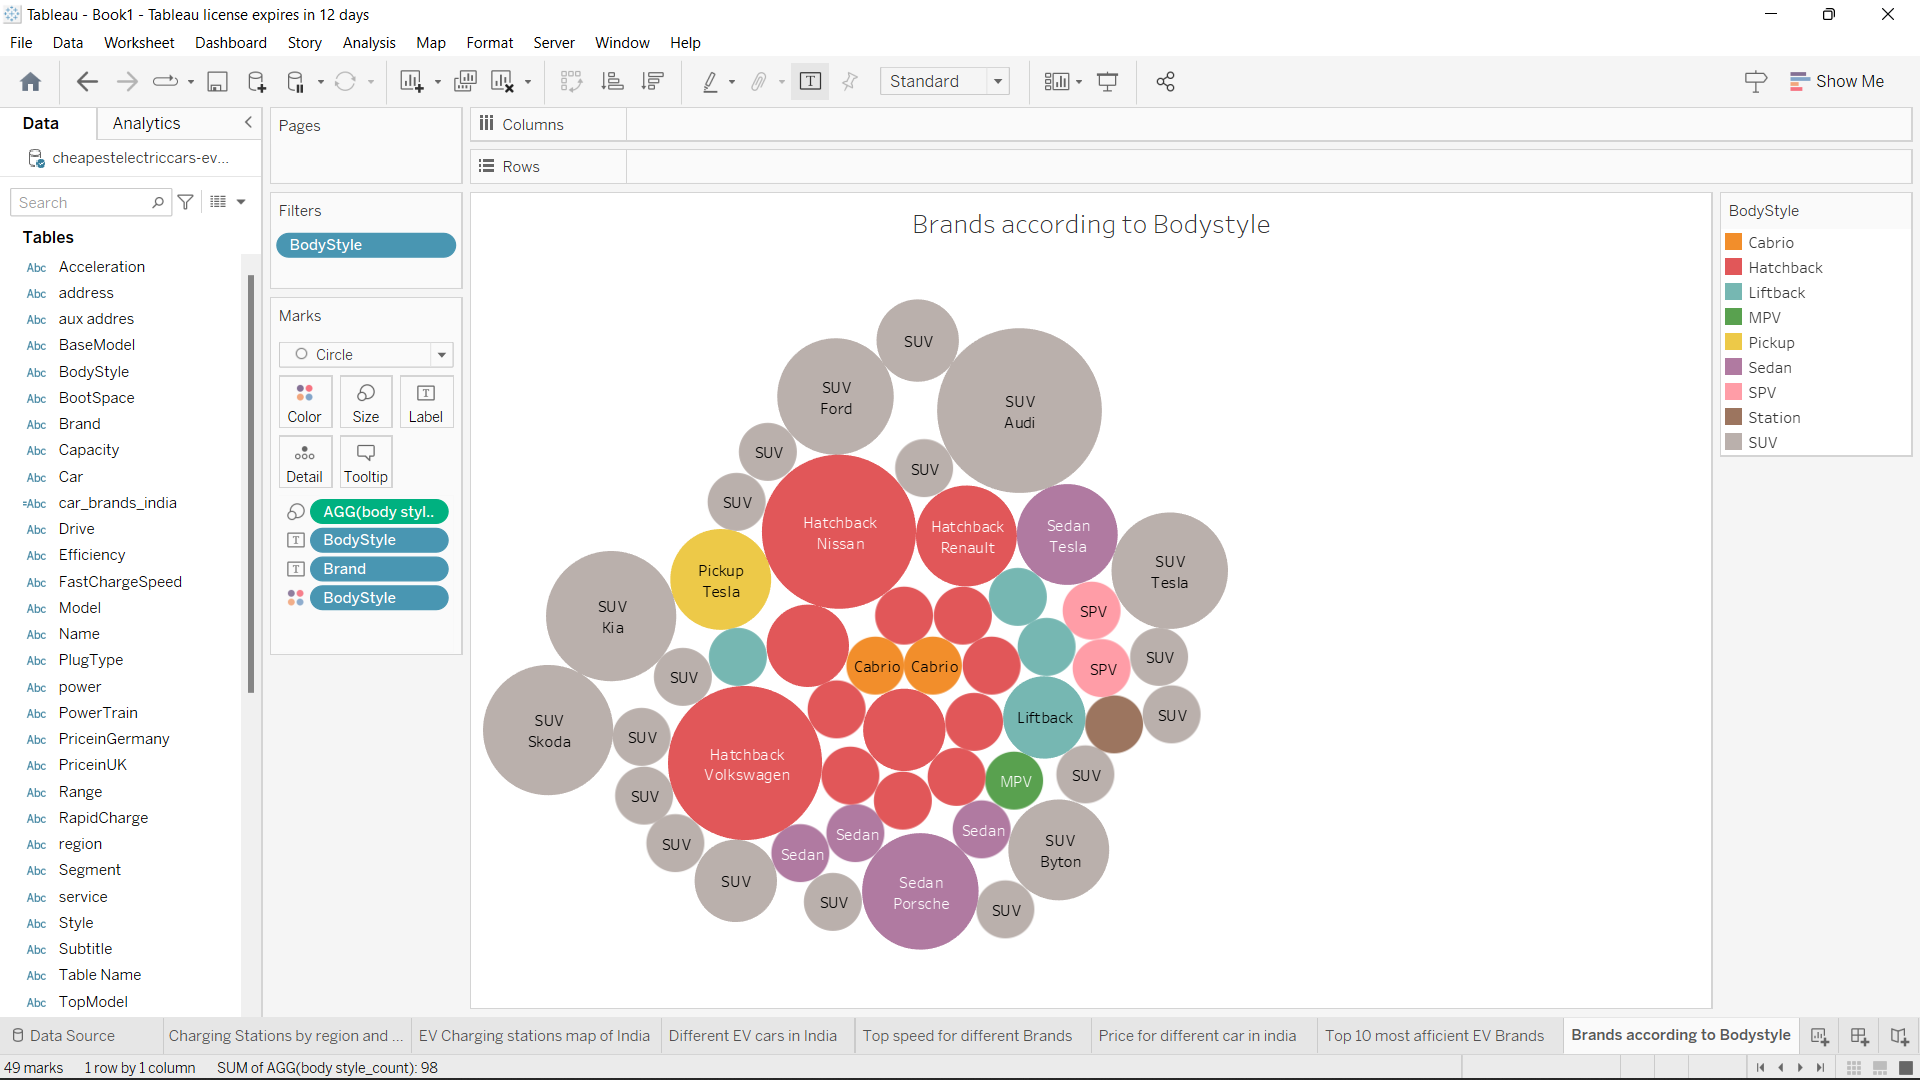 Tableau - Book1 - Tableau license expires in 12 days
File Data Worksheet Dashboard Story Analysis Map Format Server Window Help
Standard
Show Me
Data
Analytics
cheapestelectriccars-ev...
Search
Tables
Abc Acceleration
Abc address
Abc aux addres
Abc BaseModel
Abc BodyStyle
Abc BootSpace
Abc Brand
Abc Capacity
Abc Car
=Abc car_brands_india
Abc Drive
Abc Efficiency
Abc FastChargeSpeed
Abc Model
Abc Name
Abc PlugType
Abc power
Abc PowerTrain
Abc PriceinGermany
Abc PriceinUK
Abc Range
Abc RapidCharge
Abc region
Abc Segment
Abc service
Abc Style
Abc Subtitle
Abc Table Name
Abc TopModel
Pages
Filters
BodyStyle
Marks
Circle
Color
Size
T
Label
Detail
Tooltip
AGG(body styl..
T BodyStyle
T Brand
BodyStyle
Columns
Rows
Brands according to Bodystyle
SUV
SUV
Ford
SUV
Audi
SUV
SUV
SUV
Hatchback
Nissan
Hatchback
Renault
Sedan
Tesla
SUV
Tesla
Pickup
Tesla
SUV
Kia
SPV
Cabrio
Cabrio
SPV
SUV
SUV
SUV
Skoda
SUV
Liftback
SUV
Hatchback
Volkswagen
SUV
MPV
SUV
SUV
Sedan
Sedan
Sedan
SUV
Byton
SUV
SUV
Sedan
Porsche
SUV
BodyStyle
Cabrio
Hatchback
Liftback
MPV
Pickup
Sedan
SPV
Station
SUV
Data Source
Charging Stations by region and ...
EV Charging stations map of India
Different EV cars in India
Top speed for different Brands
Price for different car in india
Top 10 most afficient EV Brands
Brands according to Bodystyle
49 marks
1 row by 1 column
SUM of AGG(body style_count): 98